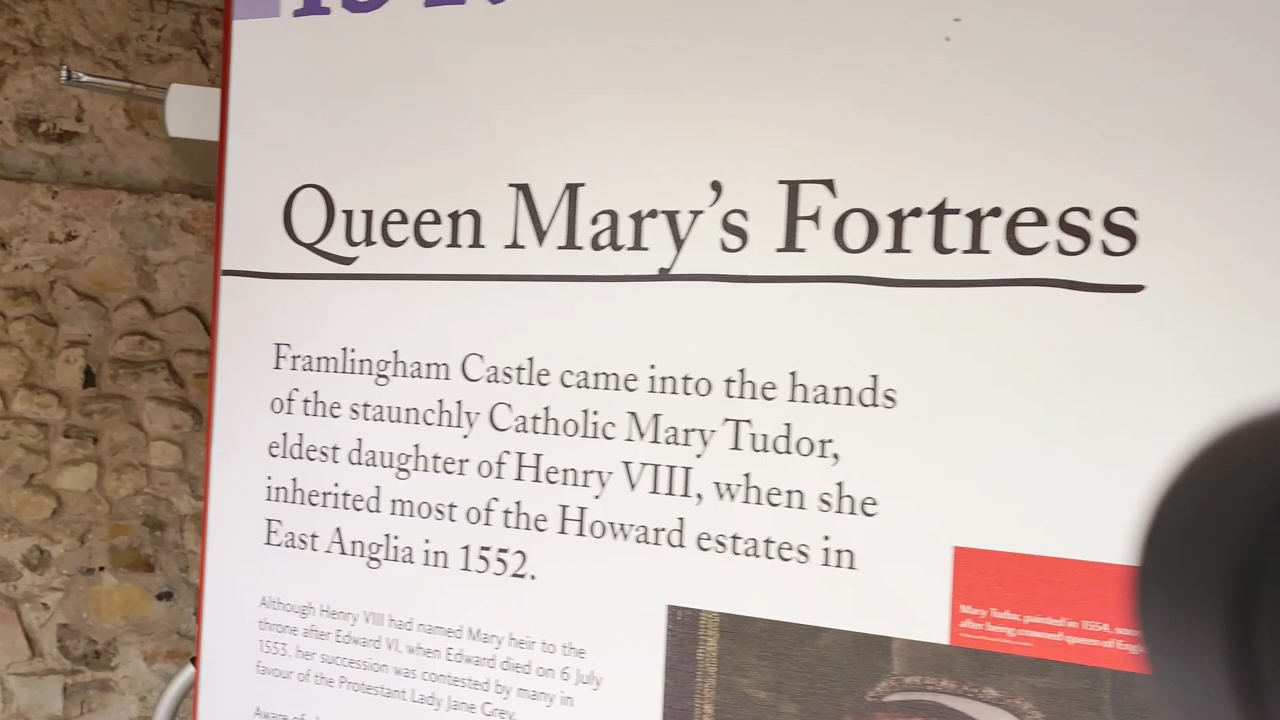 Queen Mary's Fortress
Framlingham Castle came into the hands
of the staunchly Catholic Mary Tudor,
eldest daughter of Henry VIII, when she
inherited most of the Howard estates in
East Anglia in 1552.
Although Henry VIII had named Mary heir to the
throne after Edward VI, when Edward died on 6 July
1553, her succession was contested by many in
favour of the Protestant Lady Jane Grey.
Aware of
Mary Tudor, painted in 1554,
after being crowned queen of